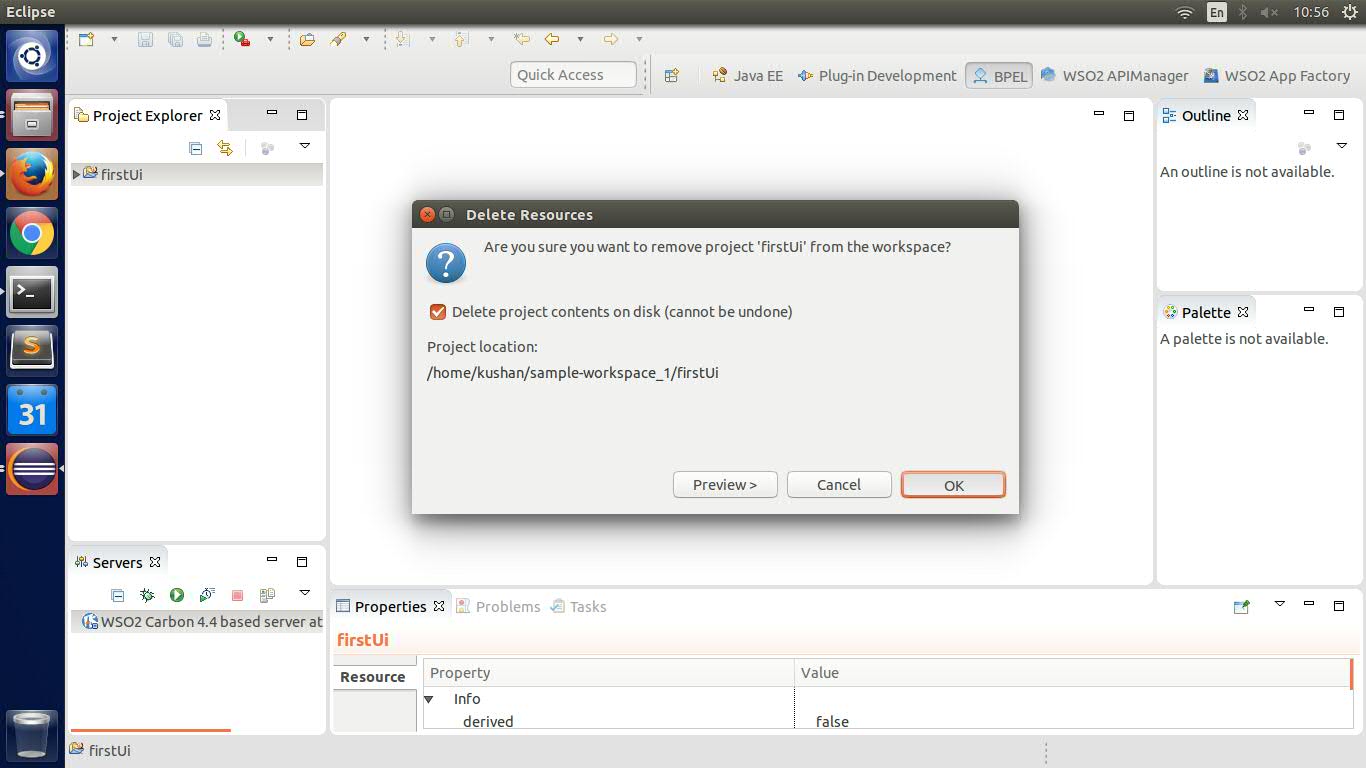 Eclipse
En
10:56
Quick Access
Java EE
Plug-in Development
BPEL
WSO2 APIManager
WSO2 App Factory
Project Explorer
firstUi
Outline
An outline is not available.
Delete Resources
Are you sure you want to remove project 'firstUi' from the workspace?
Delete project contents on disk (cannot be undone)
Project location:
/home/kushan/sample-workspace_1/firstUi
Preview >
Cancel
OK
Palette
A palette is not available.
S
31
Servers
WSO2 Carbon 4.4 based server at
Properties
Problems
Tasks
firstUi
Resource
Property
Value
Info
derived
false
firstUi